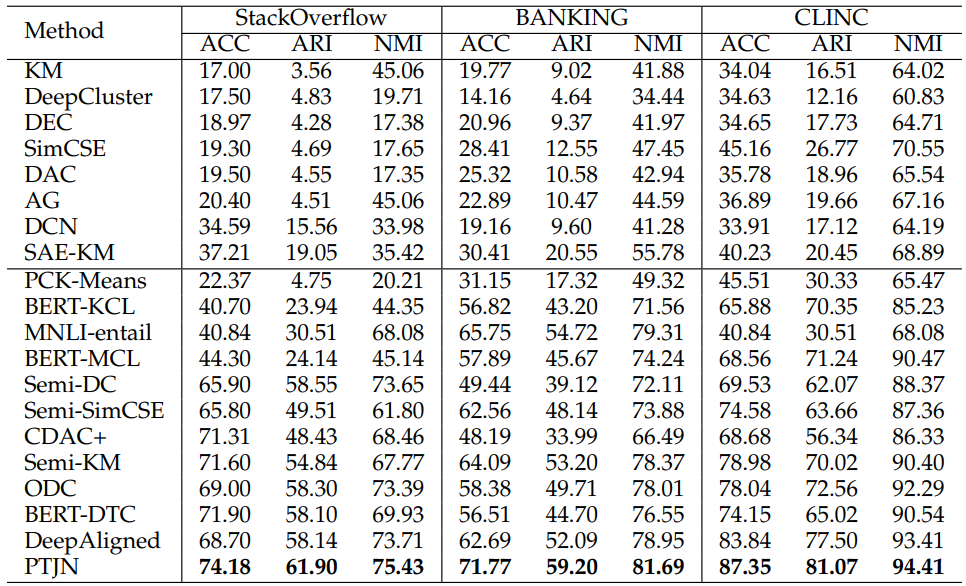 Method StackOverflow BANKING CLINC
ACC ARI NMI ACC ARI NMI ACC ARI NMI
KM 17.00 3.56 45.06 19.77 9.02 41.88 34.04 16.51 64.02
DeepCluster 17.50 4.83 19.71 14.16 4.64 34.44 34.63 12.16 60.83
DEC 18.97 4.28 17.38 20.96 9.37 41.97 34.65 17.73 64.71
SimCSE 19.30 4.69 17.65 28.41 12.55 47.45 45.16 26.77 70.55
DAC 19.50 4.55 17.35 25.32 10.58 42.94 35.78 18.96 65.54
AG 20.40 4.51 45.06 22.89 10.47 44.59 36.89 19.66 67.16
DCN 34.59 15.56 33.98 19.16 9.60 41.28 33.91 17.12 64.19
SAE-KM 37.21 19.05 35.42 30.41 20.55 55.78 40.23 20.45 68.89
PCK-Means 22.37 4.75 20.21 31.15 17.32 49.32 45.51 30.33 65.47
BERT-KCL 40.70 23.94 44.35 56.82 43.20 71.56 65.88 70.35 85.23
MNLI-entail 40.84 30.51 68.08 65.75 54.72 79.31 40.84 30.51 68.08
BERT-MCL 44.30 24.14 45.14 57.89 45.67 74.24 68.56 71.24 90.47
Semi-DC 65.90 58.55 73.65 49.44 39.12 72.11 69.53 62.07 88.37
Semi-SimCSE 65.80 49.51 61.80 62.56 48.14 73.88 74.58 63.66 87.36
CDAC+ 71.31 48.43 68.46 48.19 33.99 66.49 68.68 56.34 86.33
Semi-KM 71.60 54.84 67.77 64.09 53.20 78.37 78.98 70.02 90.40
ODC 69.00 58.30 73.39 58.38 49.71 78.01 78.04 72.56 92.29
BERT-DTC 71.90 58.10 69.93 56.51 44.70 76.55 74.15 65.02 90.54
DeepAligned 68.70 58.14 73.71 62.69 52.09 78.95 83.84 77.50 93.41
PTJN 74.18 61.90 75.43 71.77 59.20 81.69 87.35 81.07 94.41